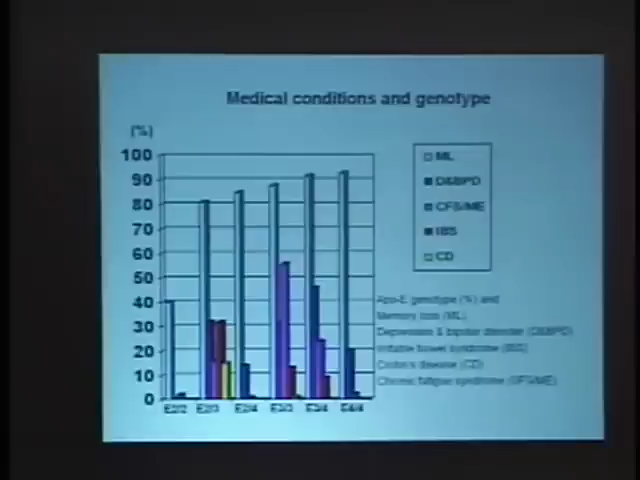 Medical conditions and genotype
(%)
100
90
80
70
60
50
40
30
20
10
0
E2/2 E2/3 E2/4 E3/3 E3/4 E4/4
ML
D&BPD
CFS/ME
IBS
CD
Apo-E genotype (%) and
Memory loss (ML)
Depression & bipolar disorder (D&BPD)
Irritable bowel syndrome (IBS)
Crohn's disease (CD)
Chronic fatigue syndrome (CFS/ME)